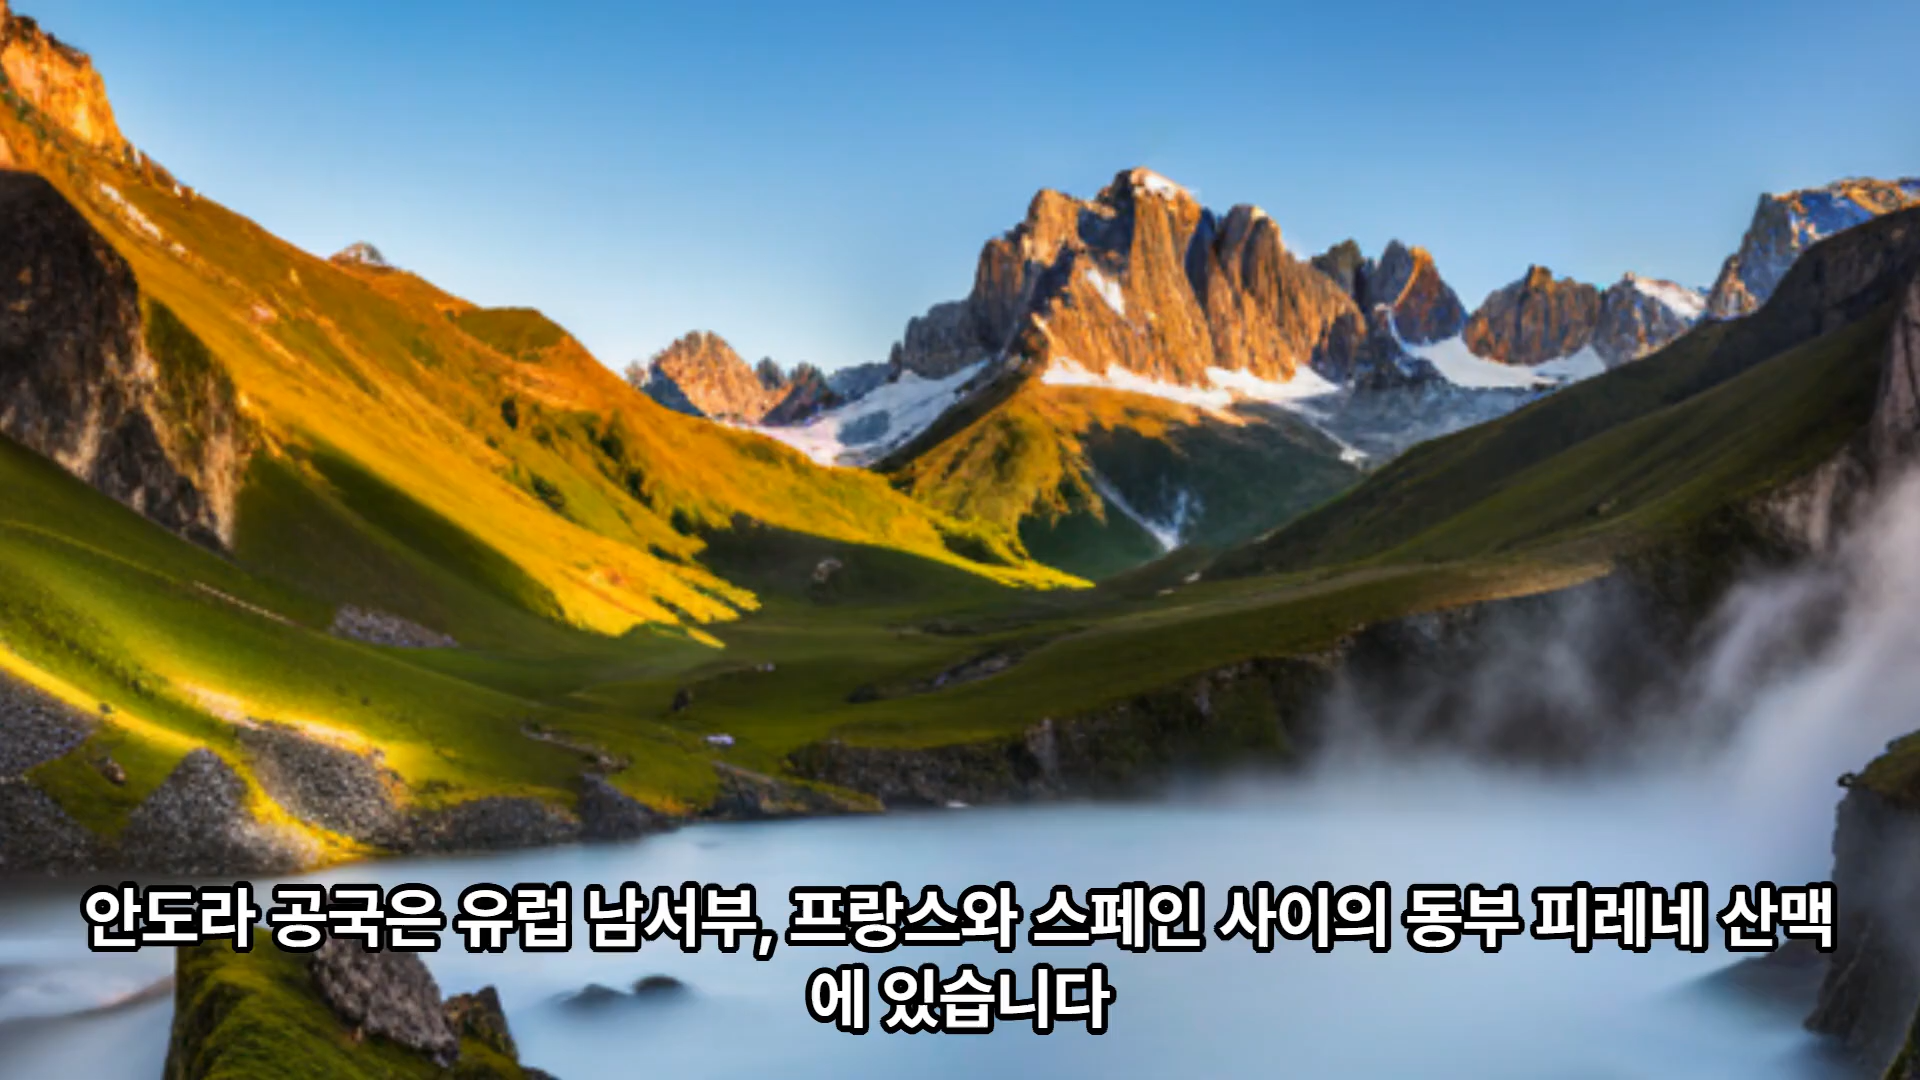 안도라 공국은 유럽 남서부, 프랑스와 스페인 사이의 동부 피레네 산맥
에 있습니다